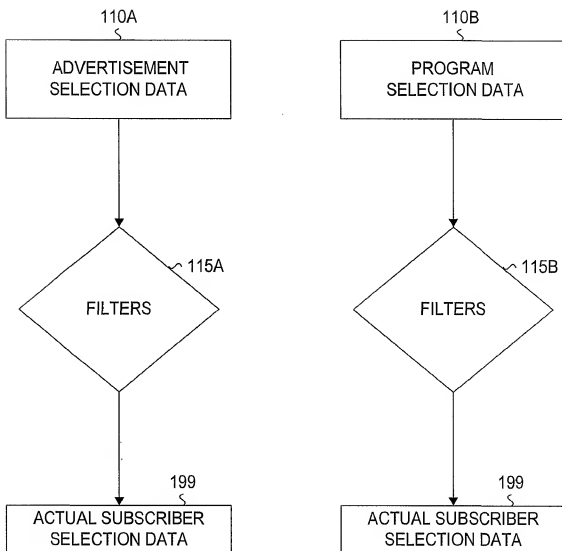 110A
ADVERTISEMENT
SELECTION DATA
115A
FILTERS
199
ACTUAL SUBSCRIBER
SELECTION DATA
110B
PROGRAM
SELECTION DATA
115B
FILTERS
199
ACTUAL SUBSCRIBER
SELECTION DATA